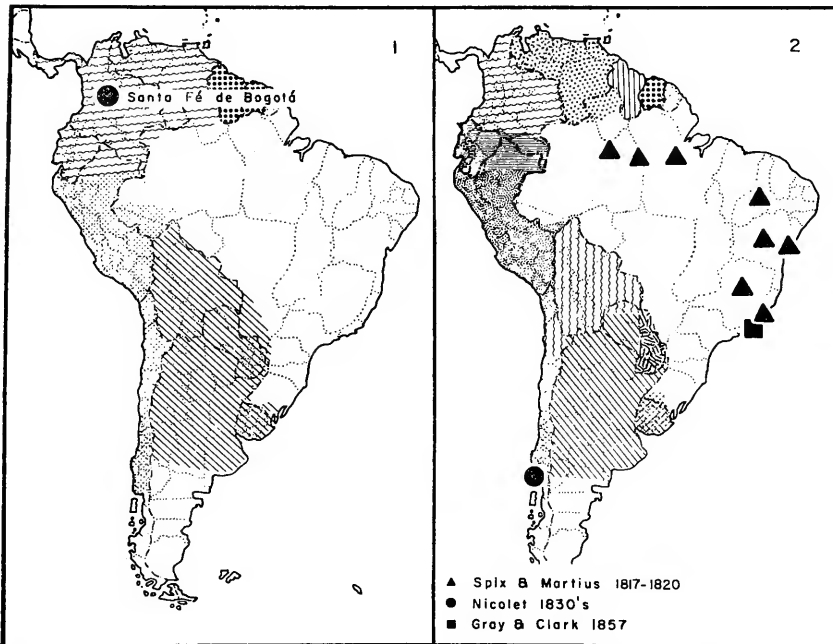 1
Santa Fé de Bogotá
2
▲ Spix & Martius 1817-1820
● Nicolet 1830's
■ Gray & Clark 1857